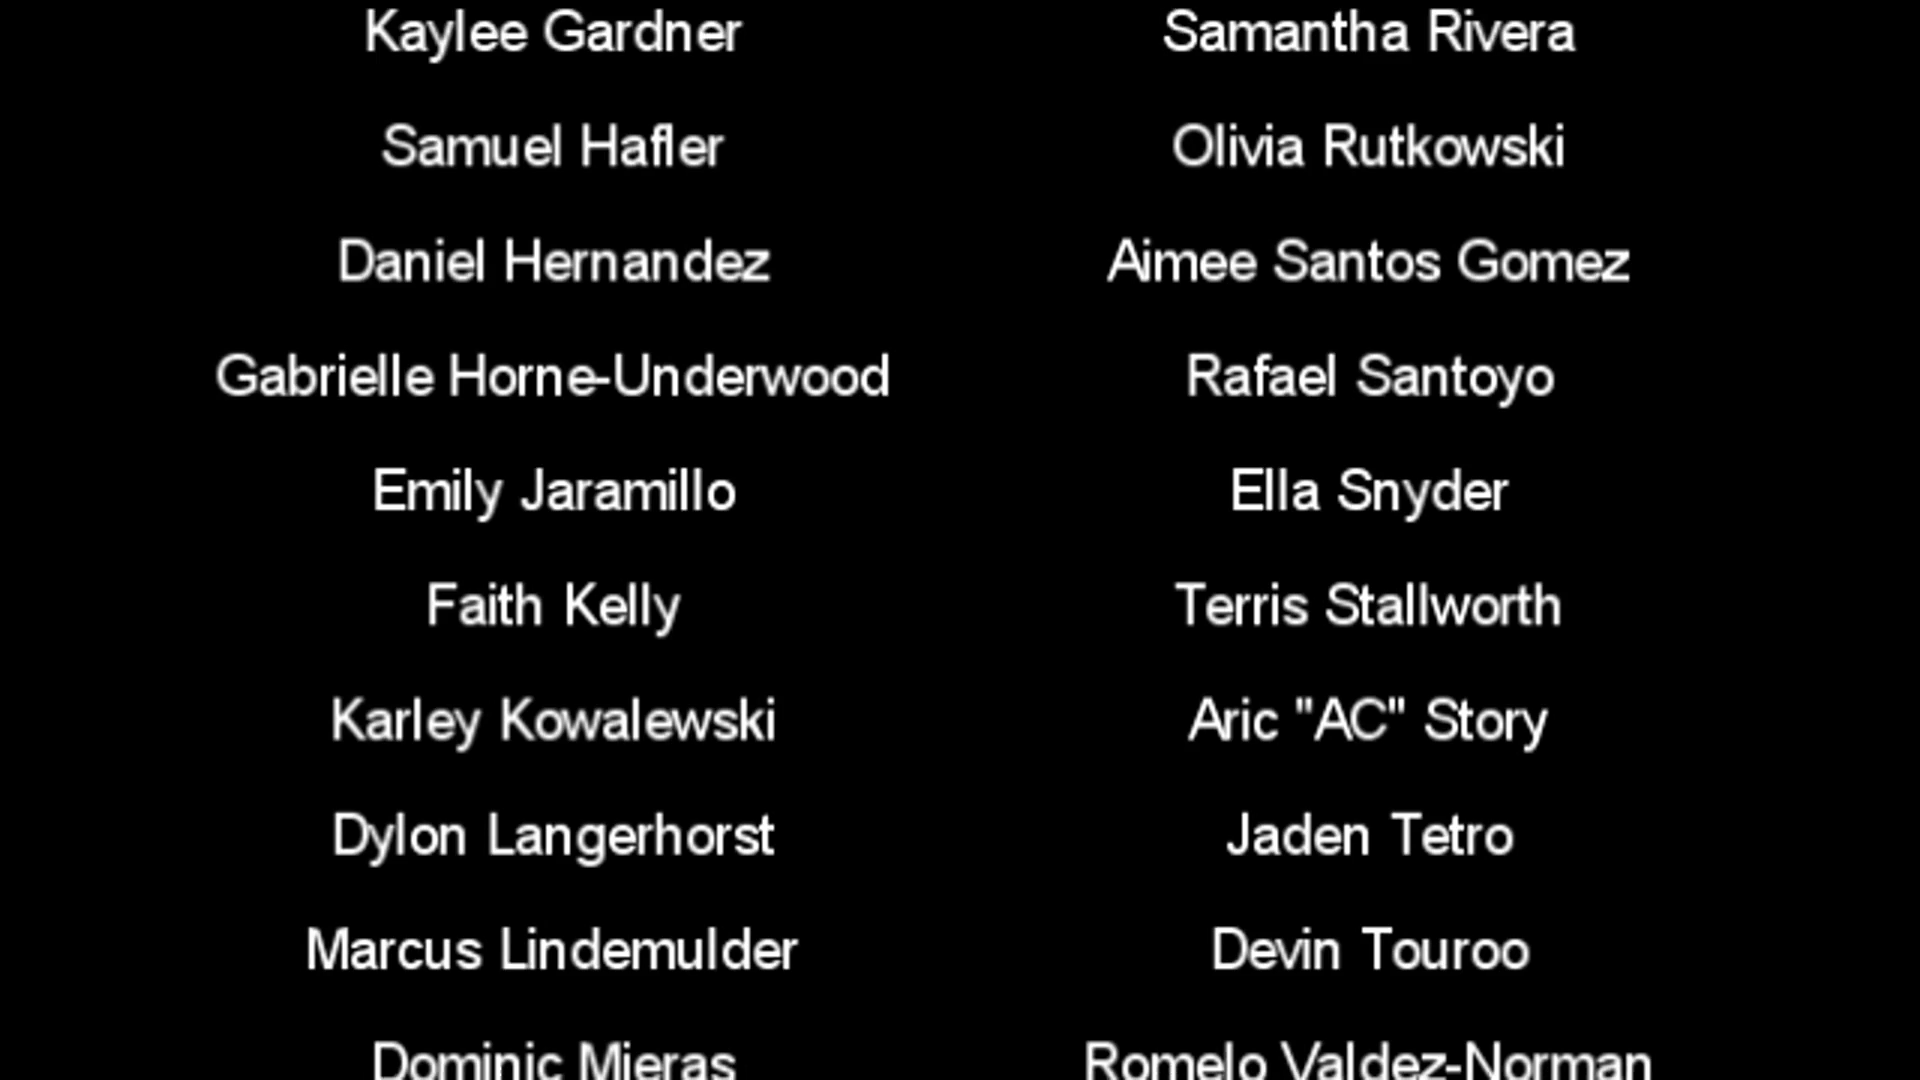 Kaylee Gardner
Samuel Hafler
Daniel Hernandez
Gabrielle Horne-Underwood
Emily Jaramillo
Faith Kelly
Karley Kowalewski
Dylon Langerhorst
Marcus Lindemulder
Dominic Mieras
Samantha Rivera
Olivia Rutkowski
Aimee Santos Gomez
Rafael Santoyo
Ella Snyder
Terris Stallworth
Aric "AC" Story
Jaden Tetro
Devin Touroo
Romelo Valdez-Norman